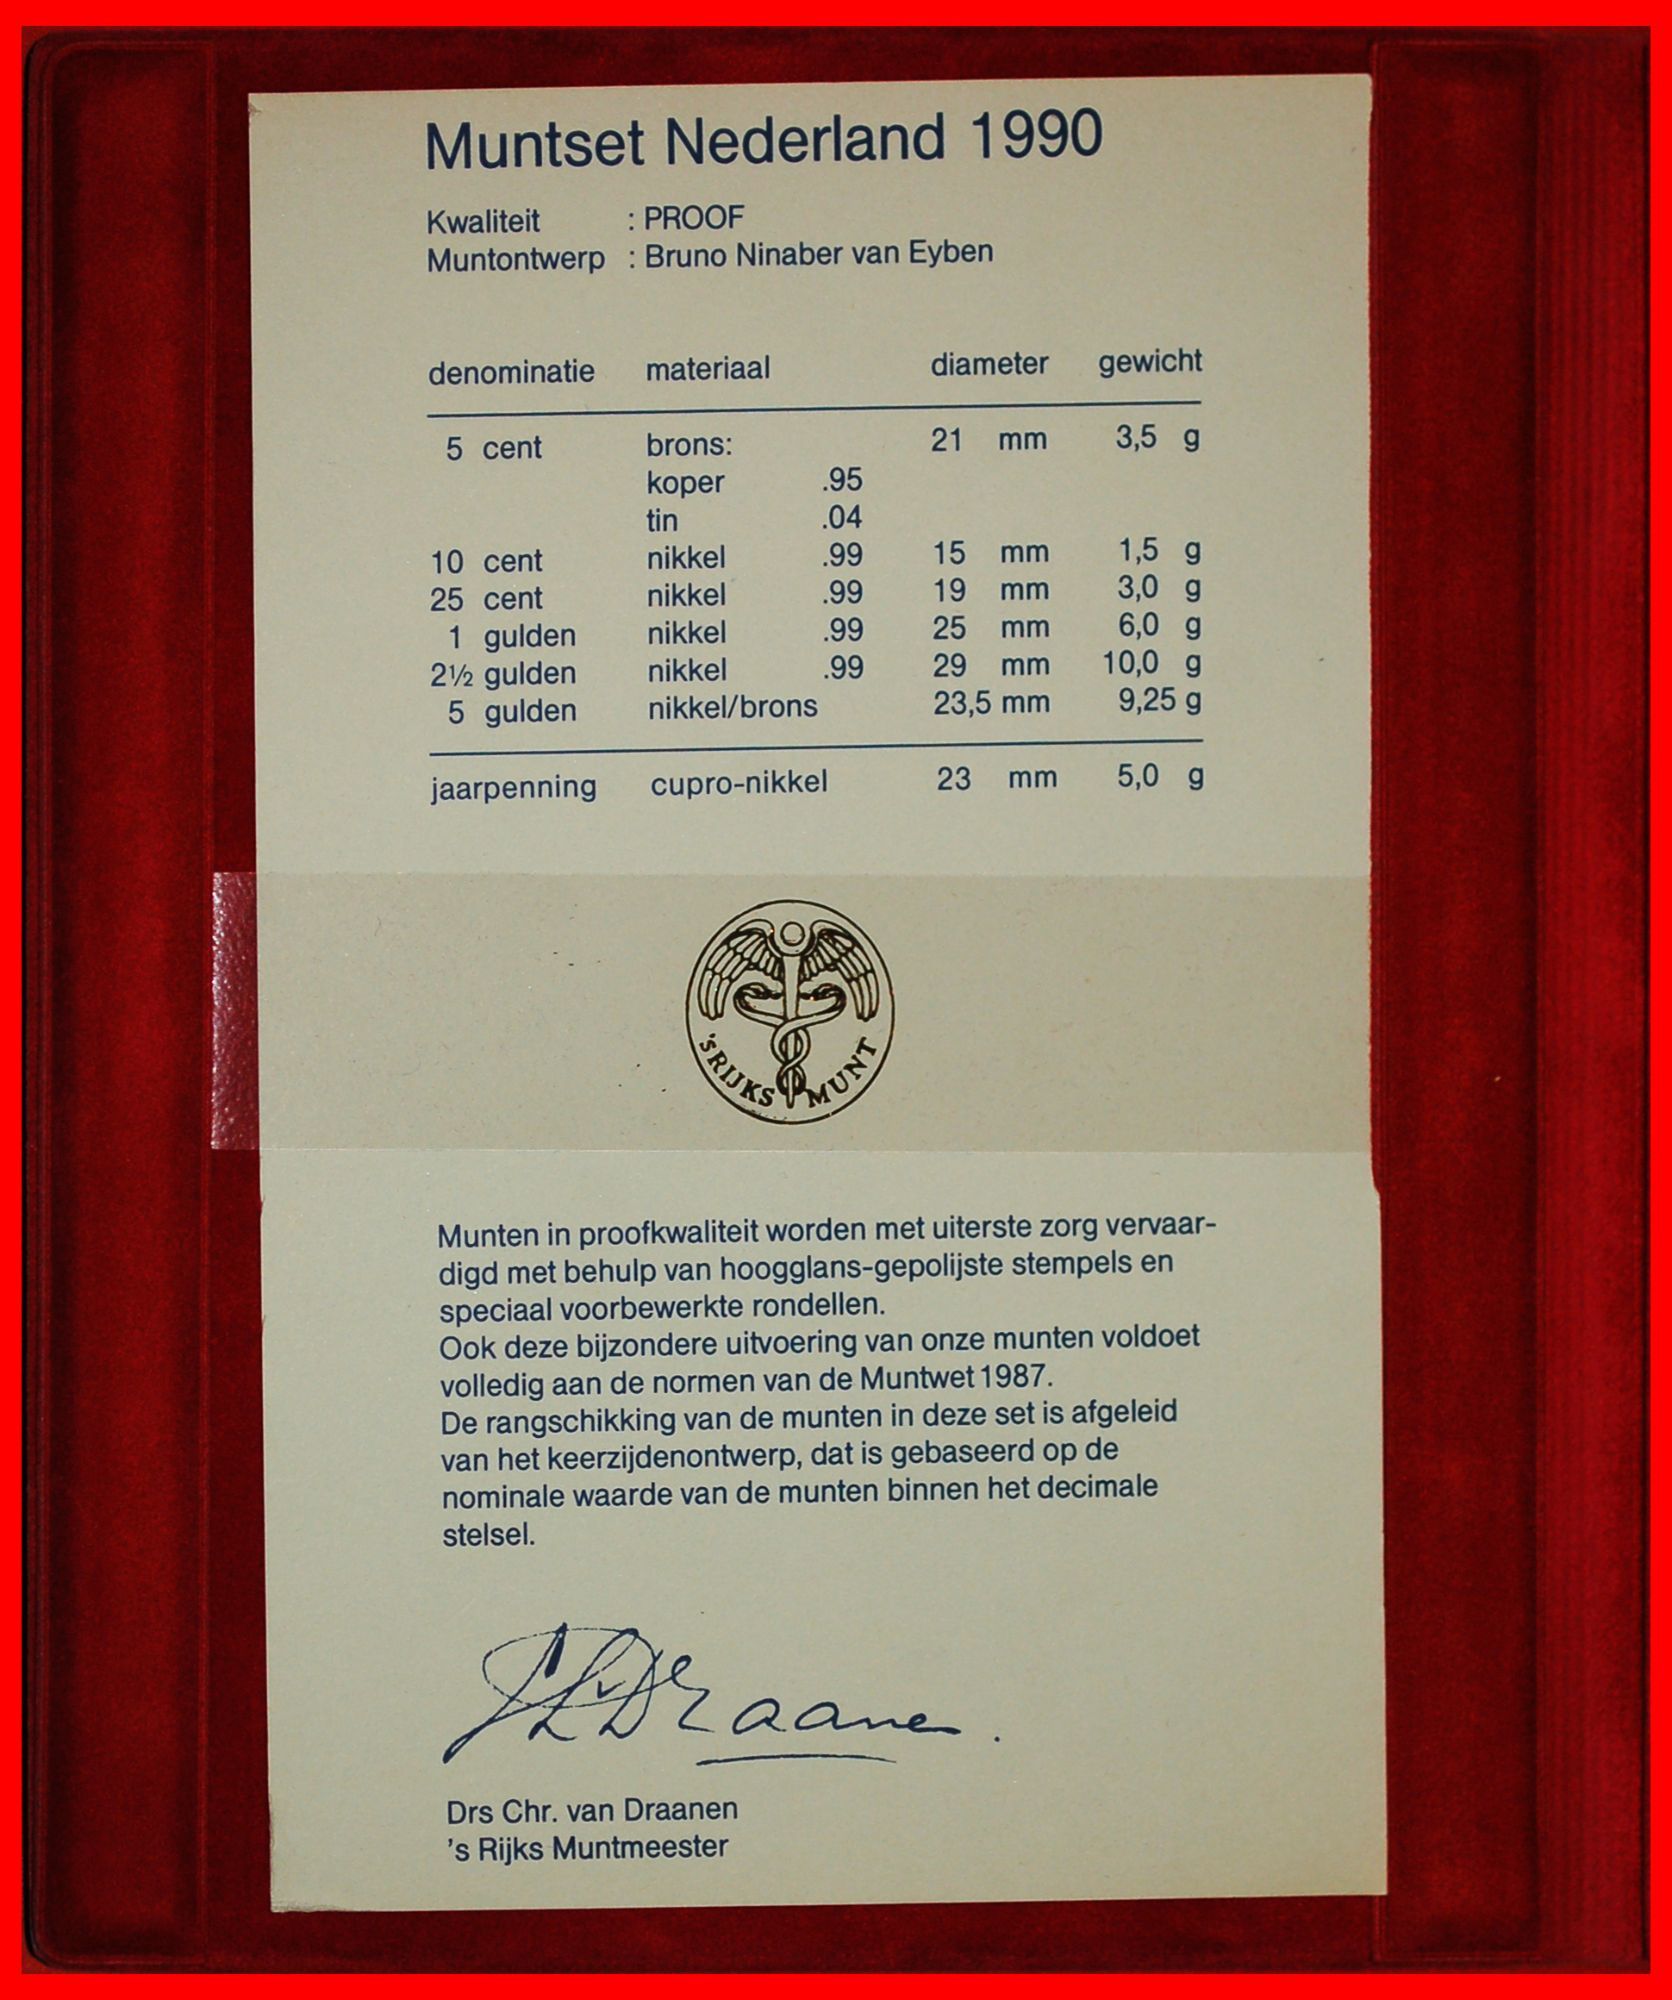 Muntset Nederland 1990
Kwaliteit : PROOF
Muntontwerp : Bruno Ninaber van Eyben
denominatie materiaal diameter gewicht
5 cent brons: 21 mm 3,5 g
koper .95
tin .04
10 cent nikkel .99 15 mm 1,5 g
25 cent nikkel .99 19 mm 3,0 g
1 gulden nikkel .99 25 mm 6,0 g
2½ gulden nikkel .99 29 mm 10,0 g
5 gulden nikkel/brons 23,5 mm 9,25 g
jaarpenning cupro-nikkel 23 mm 5,0 g
'S RIJKS MUNT
Munten in proofkwaliteit worden met uiterste zorg vervaar-
digd met behulp van hoogglans-gepolijste stempels en
speciaal voorbewerkte rondellen.
Ook deze bijzondere uitvoering van onze munten voldoet
volledig aan de normen van de Muntwet 1987.
De rangschikking van de munten in deze set is afgeleid
van het keerzijdenontwerp, dat is gebaseerd op de
nominale waarde van de munten binnen het decimale
stelsel.
Draanen
Drs Chr. van Draanen
's Rijks Muntmeester